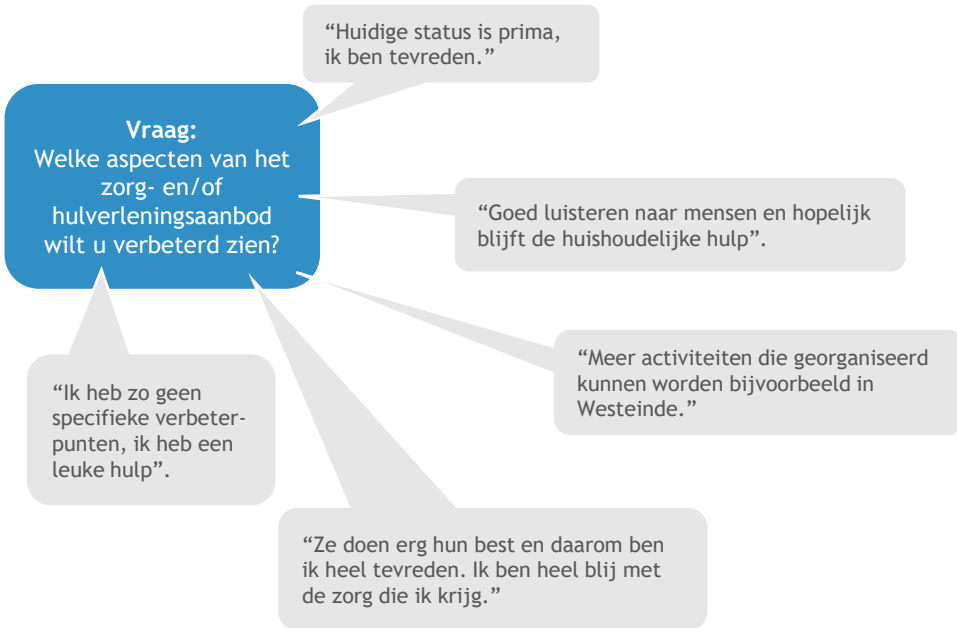 “Huidige status is prima,
ik ben tevreden.”
Vraag:
Welke aspecten van het
zorg- en/of
hulverleningsaanbod
wilt u verbeterd zien?
“Goed luisteren naar mensen en hopelijk
blijft de huishoudelijke hulp”.
“Meer activiteiten die georganiseerd
kunnen worden bijvoorbeeld in
Westeinde.”
“Ik heb zo geen
specifieke verbeter-
punten, ik heb een
leuke hulp”.
“Ze doen erg hun best en daarom ben
ik heel tevreden. Ik ben heel blij met
de zorg die ik krijg.”